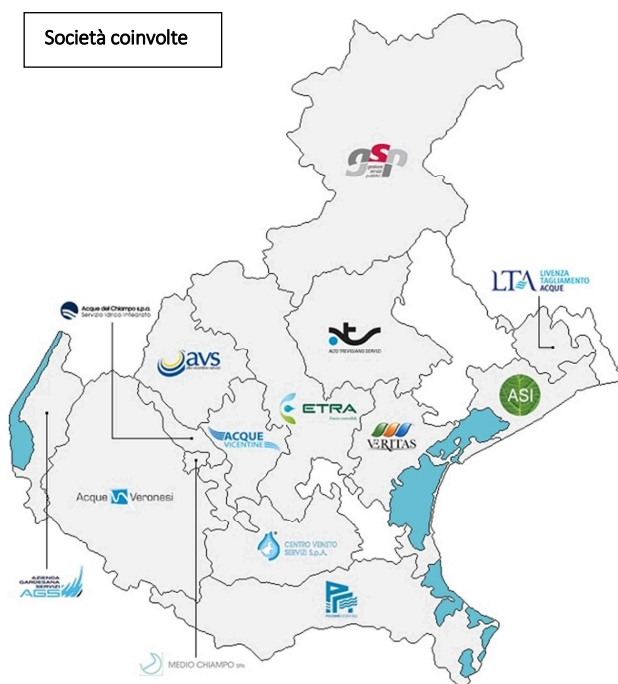 Società coinvolte
gsp
gestione
servizi
pubblici
LTA LIVENZA
TAGLIAMENTO
ACQUE
Acque del Chiampo s.p.a.
Servizio Idrico Integrato
avs
ats
ALTO TREVIGIANO SERVIZI
ASI
ETRA
ACQUE
VICENTINE
VERITAS
Acque Veronesi
CENTRO VENETO
SERVIZI S.p.A.
AZIENDA
GARDESANA
SERVIZI
AGS
MEDIO CHIAMPO SPA